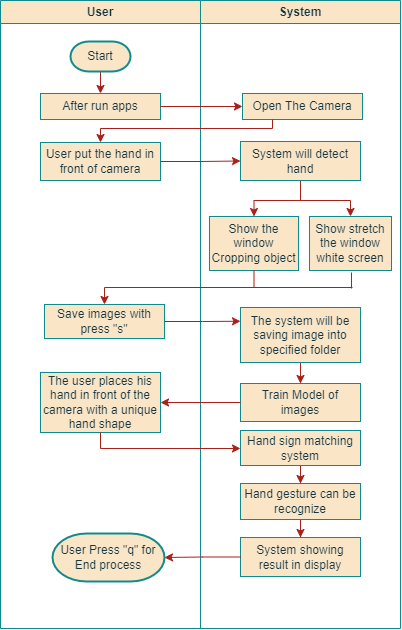 User
System
Start
After run apps
Open The Camera
User put the hand in
front of camera
System will detect
hand
Show the
window
Cropping object
Show stretch
the window
white screen
Save images with
press "s"
The system will be
saving image into
specified folder
The user places his
hand in front of the
camera with a unique
hand shape
Train Model of
images
Hand sign matching
system
Hand gesture can be
recognize
User Press "q" for
End process
System showing
result in display